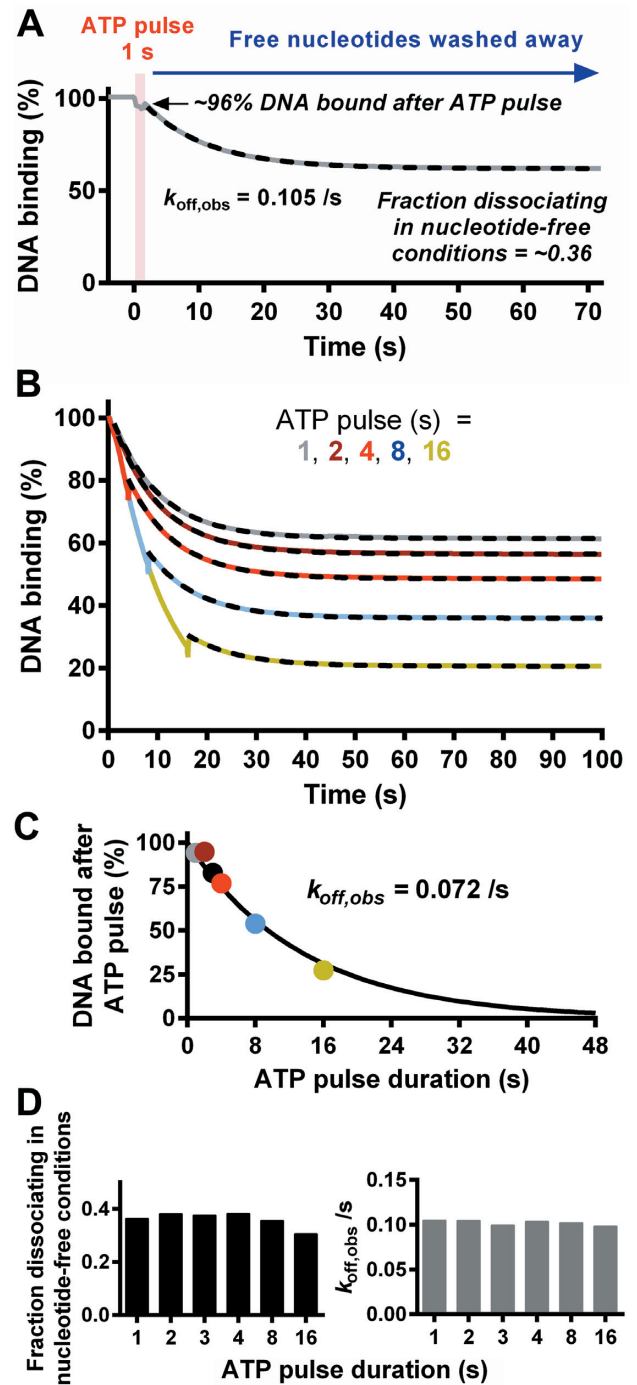 A
ATP pulse
1 s
Free nucleotides washed away
~96% DNA bound after ATP pulse
k off,obs = 0.105 /s
Fraction dissociating
in nucleotide-free
conditions = ~0.36
DNA binding (%)
100
50
0
0 10 20 30 40 50 60 70
Time (s)
B
ATP pulse (s) =
1, 2, 4, 8, 16
DNA binding (%)
100
80
60
40
20
0
0 10 20 30 40 50 60 70 80 90 100
Time (s)
C
DNA bound after
ATP pulse (%)
100
75
50
25
0
k off,obs = 0.072 /s
0 8 16 24 32 40 48
ATP pulse duration (s)
D
Fraction dissociating in
nucleotide-free conditions
0.4
0.2
0.0
1 2 3 4 8 16
k off,obs /s
0.15
0.10
0.05
0.00
1 2 3 4 8 16
ATP pulse duration (s)